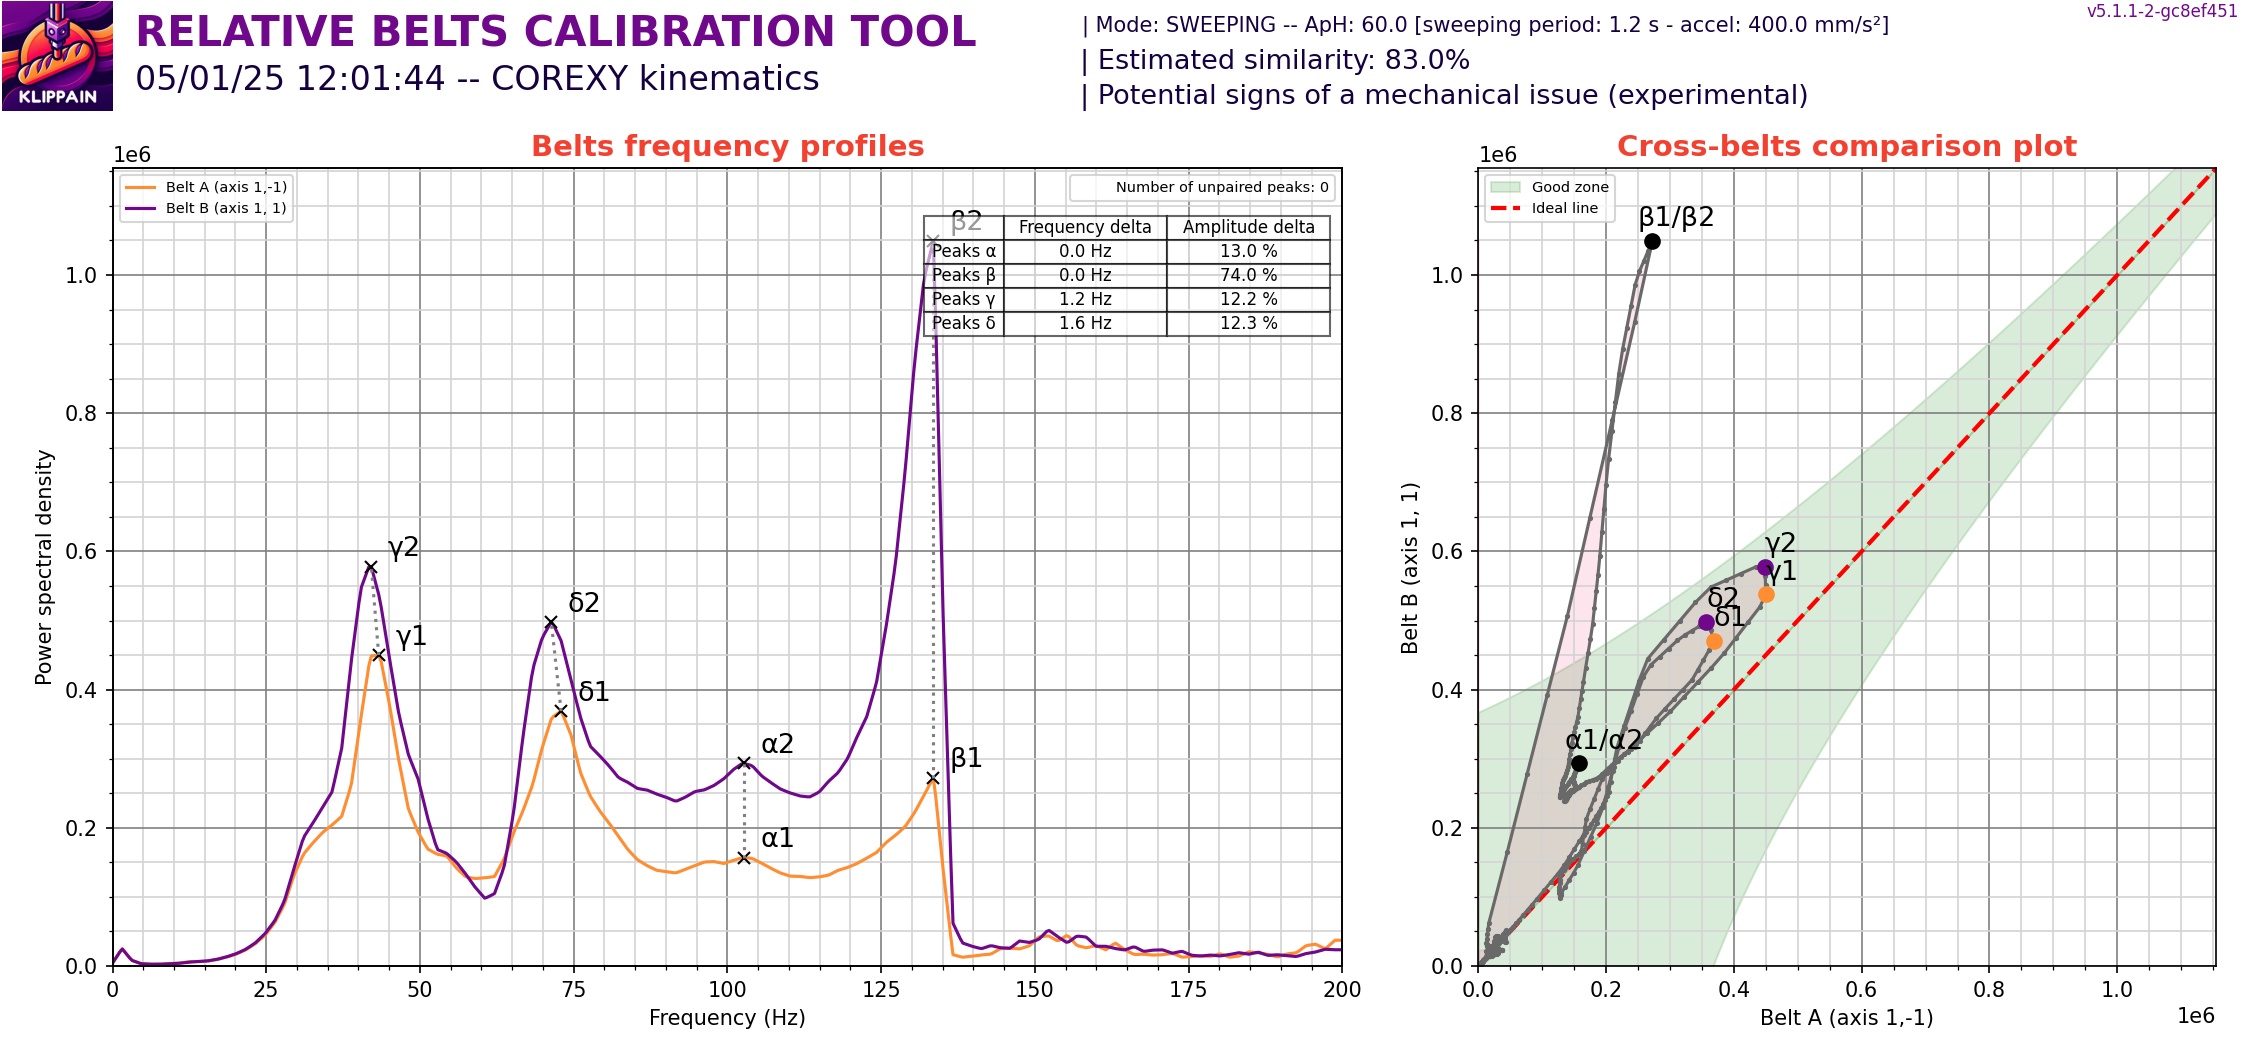 KLIPPAIN
RELATIVE BELTS CALIBRATION TOOL
05/01/25 12:01:44 -- COREXY kinematics
| Mode: SWEEPING -- ApH: 60.0 [sweeping period: 1.2 s - accel: 400.0 mm/s²]
| Estimated similarity: 83.0%
| Potential signs of a mechanical issue (experimental)
v5.1.1-2-gc8ef451
Belts frequency profiles
1e6
Belt A (axis 1,-1)
Belt B (axis 1, 1)
Number of unpaired peaks: 0
Frequency delta Amplitude delta
Peaks α 0.0 Hz 13.0 %
Peaks β 0.0 Hz 74.0 %
Peaks γ 1.2 Hz 12.2 %
Peaks δ 1.6 Hz 12.3 %
β2
γ2
δ2
γ1
δ1
α2
β1
α1
1.0
0.8
0.6
0.4
0.2
0.0
Power spectral density
0 25 50 75 100 125 150 175 200
Frequency (Hz)
Cross-belts comparison plot
1e6
Good zone
Ideal line
β1/β2
γ2
γ1
δ2
δ1
α1/α2
1.0
0.8
0.6
0.4
0.2
0.0
Belt B (axis 1, 1)
0.0 0.2 0.4 0.6 0.8 1.0
Belt A (axis 1,-1)
1e6